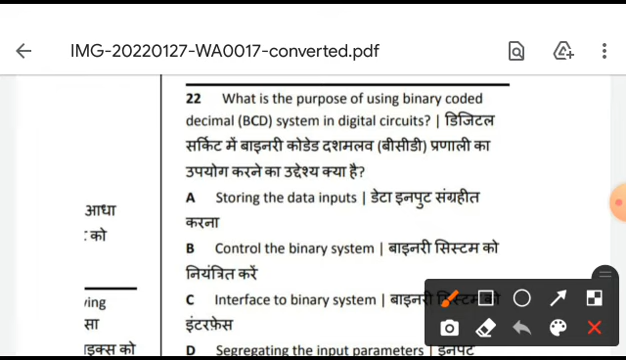 IMG-20220127-WA0017-converted.pdf
आधा
को
ving
सा
इक्स को
22 What is the purpose of using binary coded
decimal (BCD) system in digital circuits? | डिजिटल
सर्किट में बाइनरी कोडेड दशमलव (बीसीडी) प्रणाली का
उपयोग करने का उद्देश्य क्या है?
A Storing the data inputs | डेटा इनपुट संग्रहीत
करना
B Control the binary system | बाइनरी सिस्टम को
नियंत्रित करें
C Interface to binary system | बाइनरी
इंटरफ़ेस
D Segregating the input parameters | इनपुट